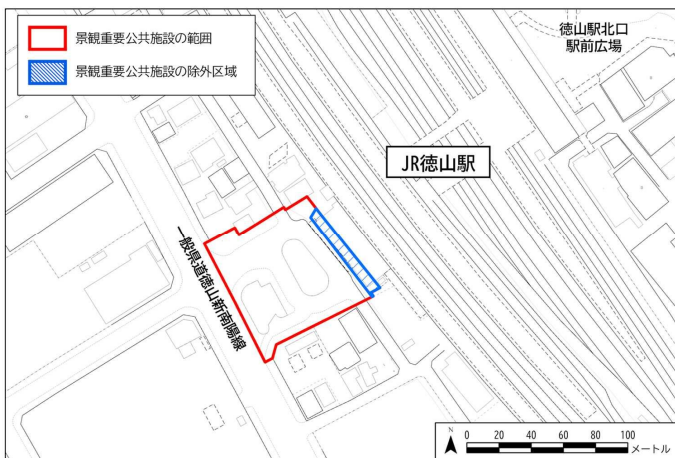 景観重要公共施設の範囲
景観重要公共施設の除外区域
徳山駅北口
駅前広場
JR徳山駅
一般県道徳山新南陽線
N
0 20 40 60 80 100
メートル